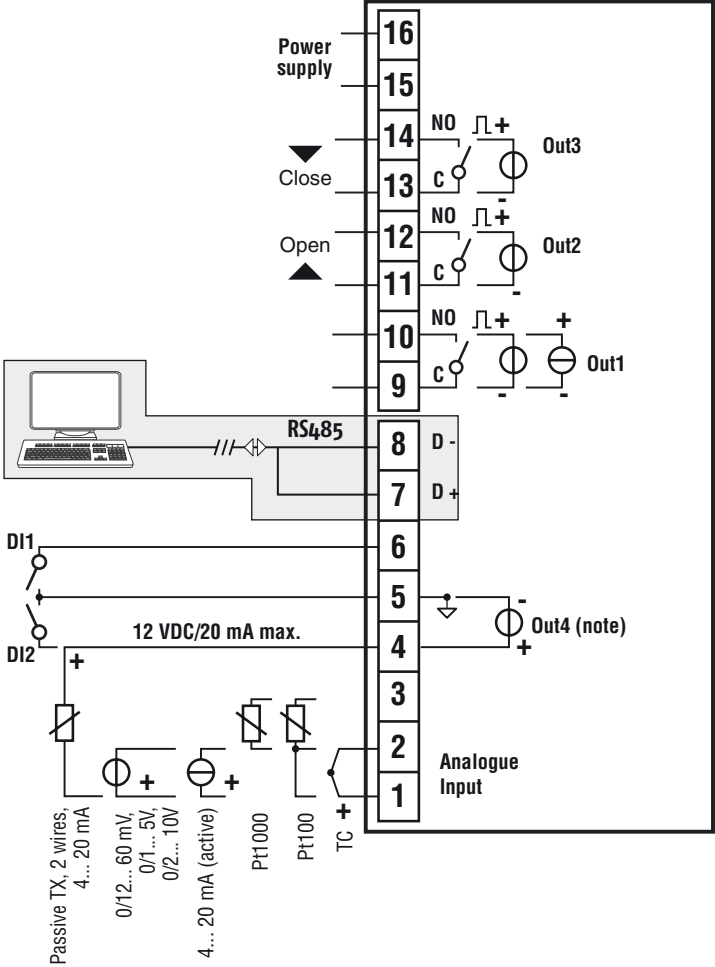 16
Power
supply
15
14
NO
+
Out3
Close
13
C
-
12
NO
+
Open
Out2
11
C
-
10
NO
+
+
Out1
9
C
-
-
RS485
8
D -
7
D +
DI1
6
5
-
12 VDC/20 mA max.
Out4 (note)
4
+
DI2
+
3
2
Analogue
Input
1
+
+
+
Passive TX, 2 wires,
4... 20 mA
0/12... 60 mV,
0/1... 5V,
0/2... 10V
4... 20 mA (active)
Pt1000
Pt100
TC